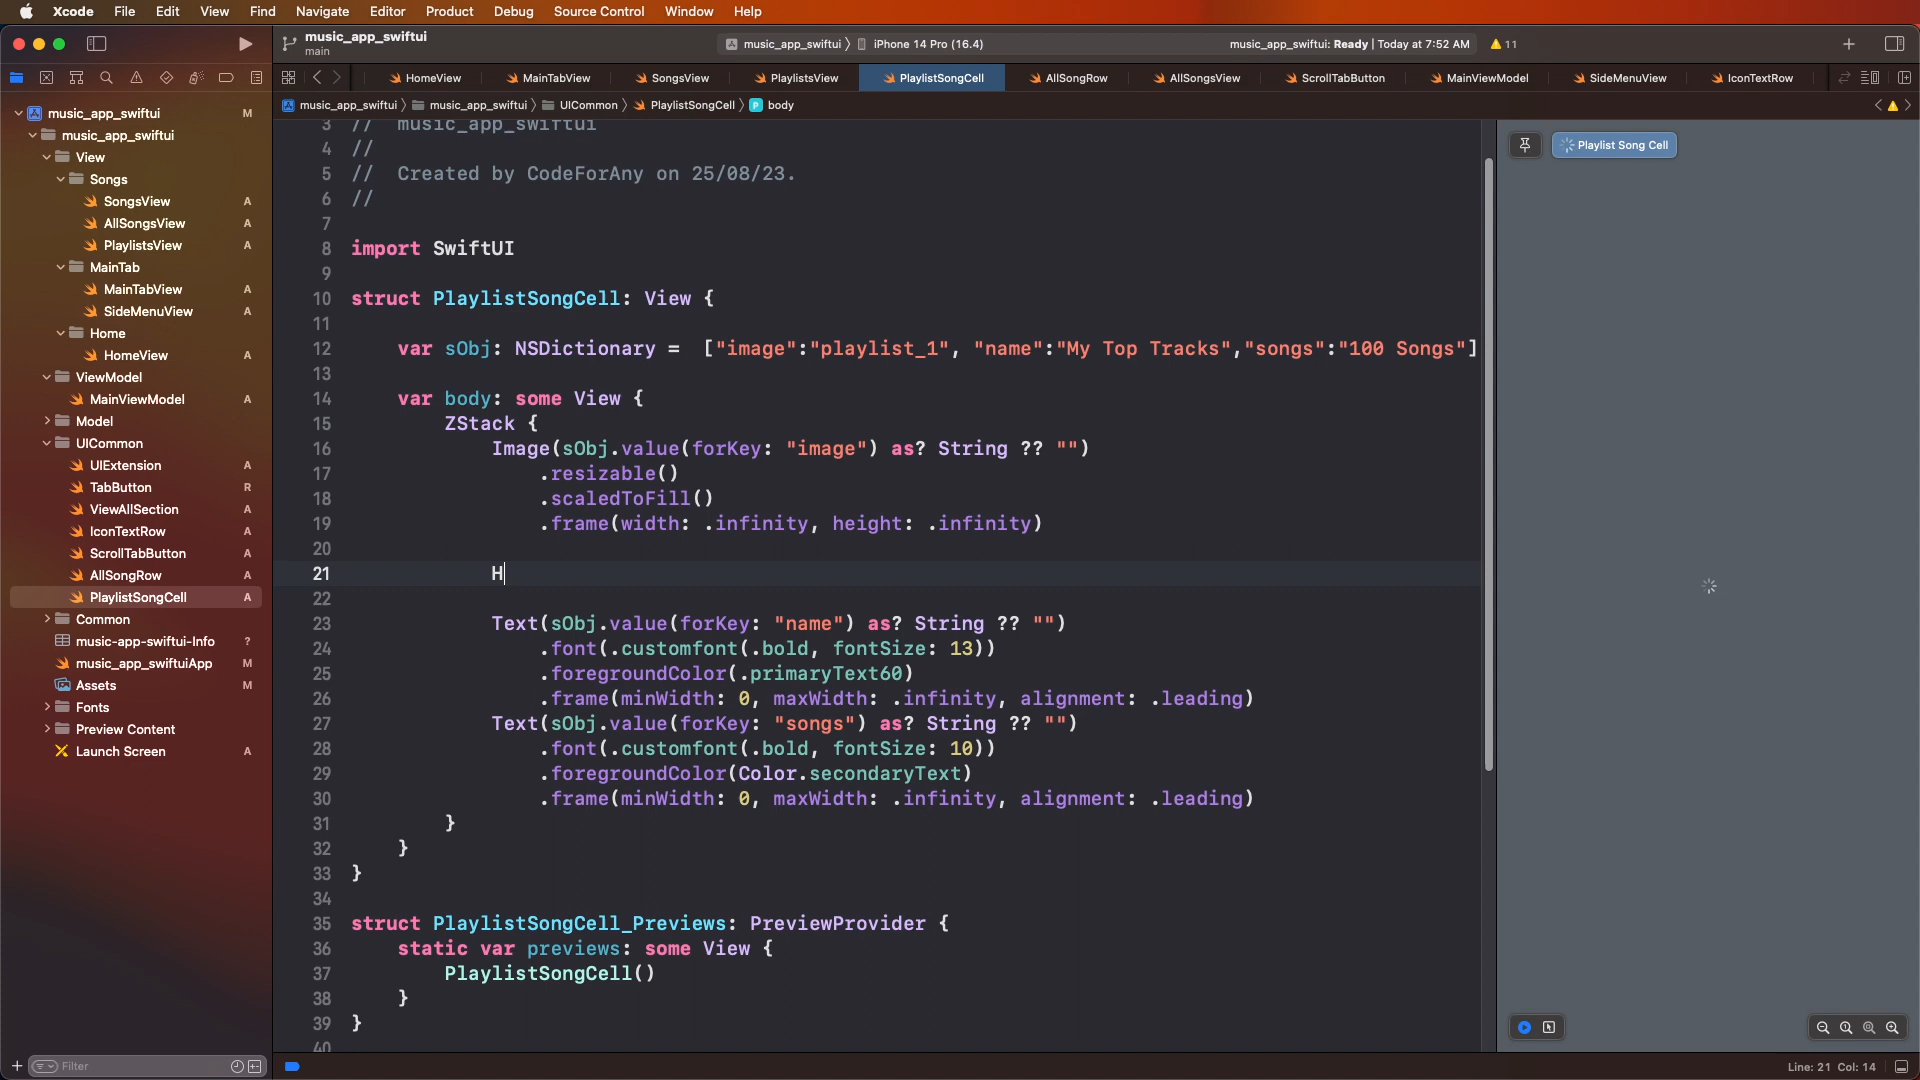 Xcode File Edit View Find Navigate Editor Product Debug Source Control Window Help
music_app_swiftui
main
music_app_swiftui 〉 iPhone 14 Pro (16.4)
music_app_swiftui: Ready | Today at 7:52 AM
11
HomeView MainTabView SongsView PlaylistsView PlaylistSongCell AllSongRow AllSongsView ScrollTabButton MainViewModel SideMenuView IconTextRow
music_app_swiftui 〉 music_app_swiftui 〉 UICommon 〉 PlaylistSongCell 〉 P body
music_app_swiftui M
music_app_swiftui
View
Songs
SongsView A
AllSongsView A
PlaylistsView A
MainTab
MainTabView A
SideMenuView A
Home
HomeView A
ViewModel
MainViewModel A
Model
UICommon
UIExtension A
TabButton R
ViewAllSection A
IconTextRow A
ScrollTabButton A
AllSongRow A
PlaylistSongCell A
Common
music-app-swiftui-Info ?
music_app_swiftuiApp M
Assets M
Fonts
Preview Content
Launch Screen A
Filter
3 // music_app_swiftui
4 //
5 // Created by CodeForAny on 25/08/23.
6 //
7
8 import SwiftUI
9
10 struct PlaylistSongCell: View {
11
12 var sObj: NSDictionary = ["image":"playlist_1", "name":"My Top Tracks","songs":"100 Songs"]
13
14 var body: some View {
15 ZStack {
16 Image(sObj.value(forKey: "image") as? String ?? "")
17 .resizable()
18 .scaledToFill()
19 .frame(width: .infinity, height: .infinity)
20
21 H
22
23 Text(sObj.value(forKey: "name") as? String ?? "")
24 .font(.customfont(.bold, fontSize: 13))
25 .foregroundColor(.primaryText60)
26 .frame(minWidth: 0, maxWidth: .infinity, alignment: .leading)
27 Text(sObj.value(forKey: "songs") as? String ?? "")
28 .font(.customfont(.bold, fontSize: 10))
29 .foregroundColor(Color.secondaryText)
30 .frame(minWidth: 0, maxWidth: .infinity, alignment: .leading)
31 }
32 }
33 }
34
35 struct PlaylistSongCell_Previews: PreviewProvider {
36 static var previews: some View {
37 PlaylistSongCell()
38 }
39 }
40
Playlist Song Cell
Line: 21 Col: 14